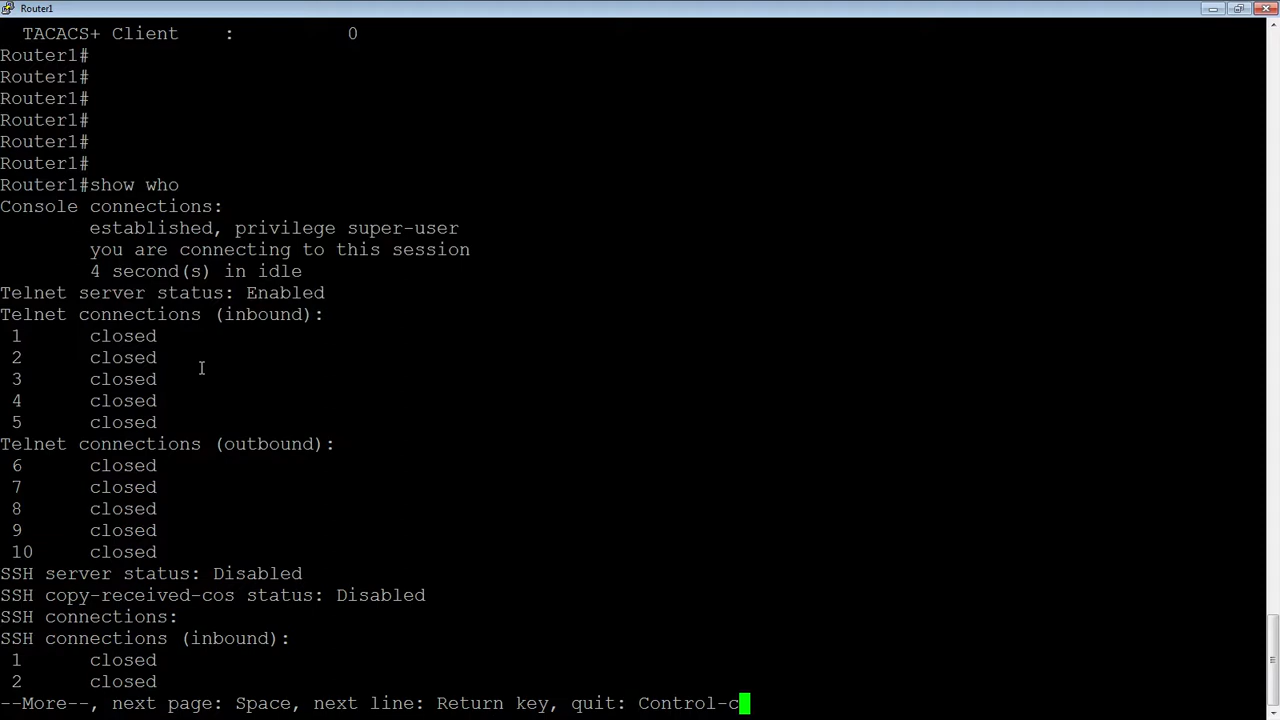 Router1
TACACS+ Client    :               0
Router1#
Router1#
Router1#
Router1#
Router1#
Router1#
Router1#show who
Console connections:
        established, privilege super-user
        you are connecting to this session
        4 second(s) in idle
Telnet server status: Enabled
Telnet connections (inbound):
 1      closed
 2      closed
 3      closed
 4      closed
 5      closed
Telnet connections (outbound):
 6      closed
 7      closed
 8      closed
 9      closed
 10     closed
SSH server status: Disabled
SSH copy-received-cos status: Disabled
SSH connections:
SSH connections (inbound):
 1      closed
 2      closed
--More--, next page: Space, next line: Return key, quit: Control-c